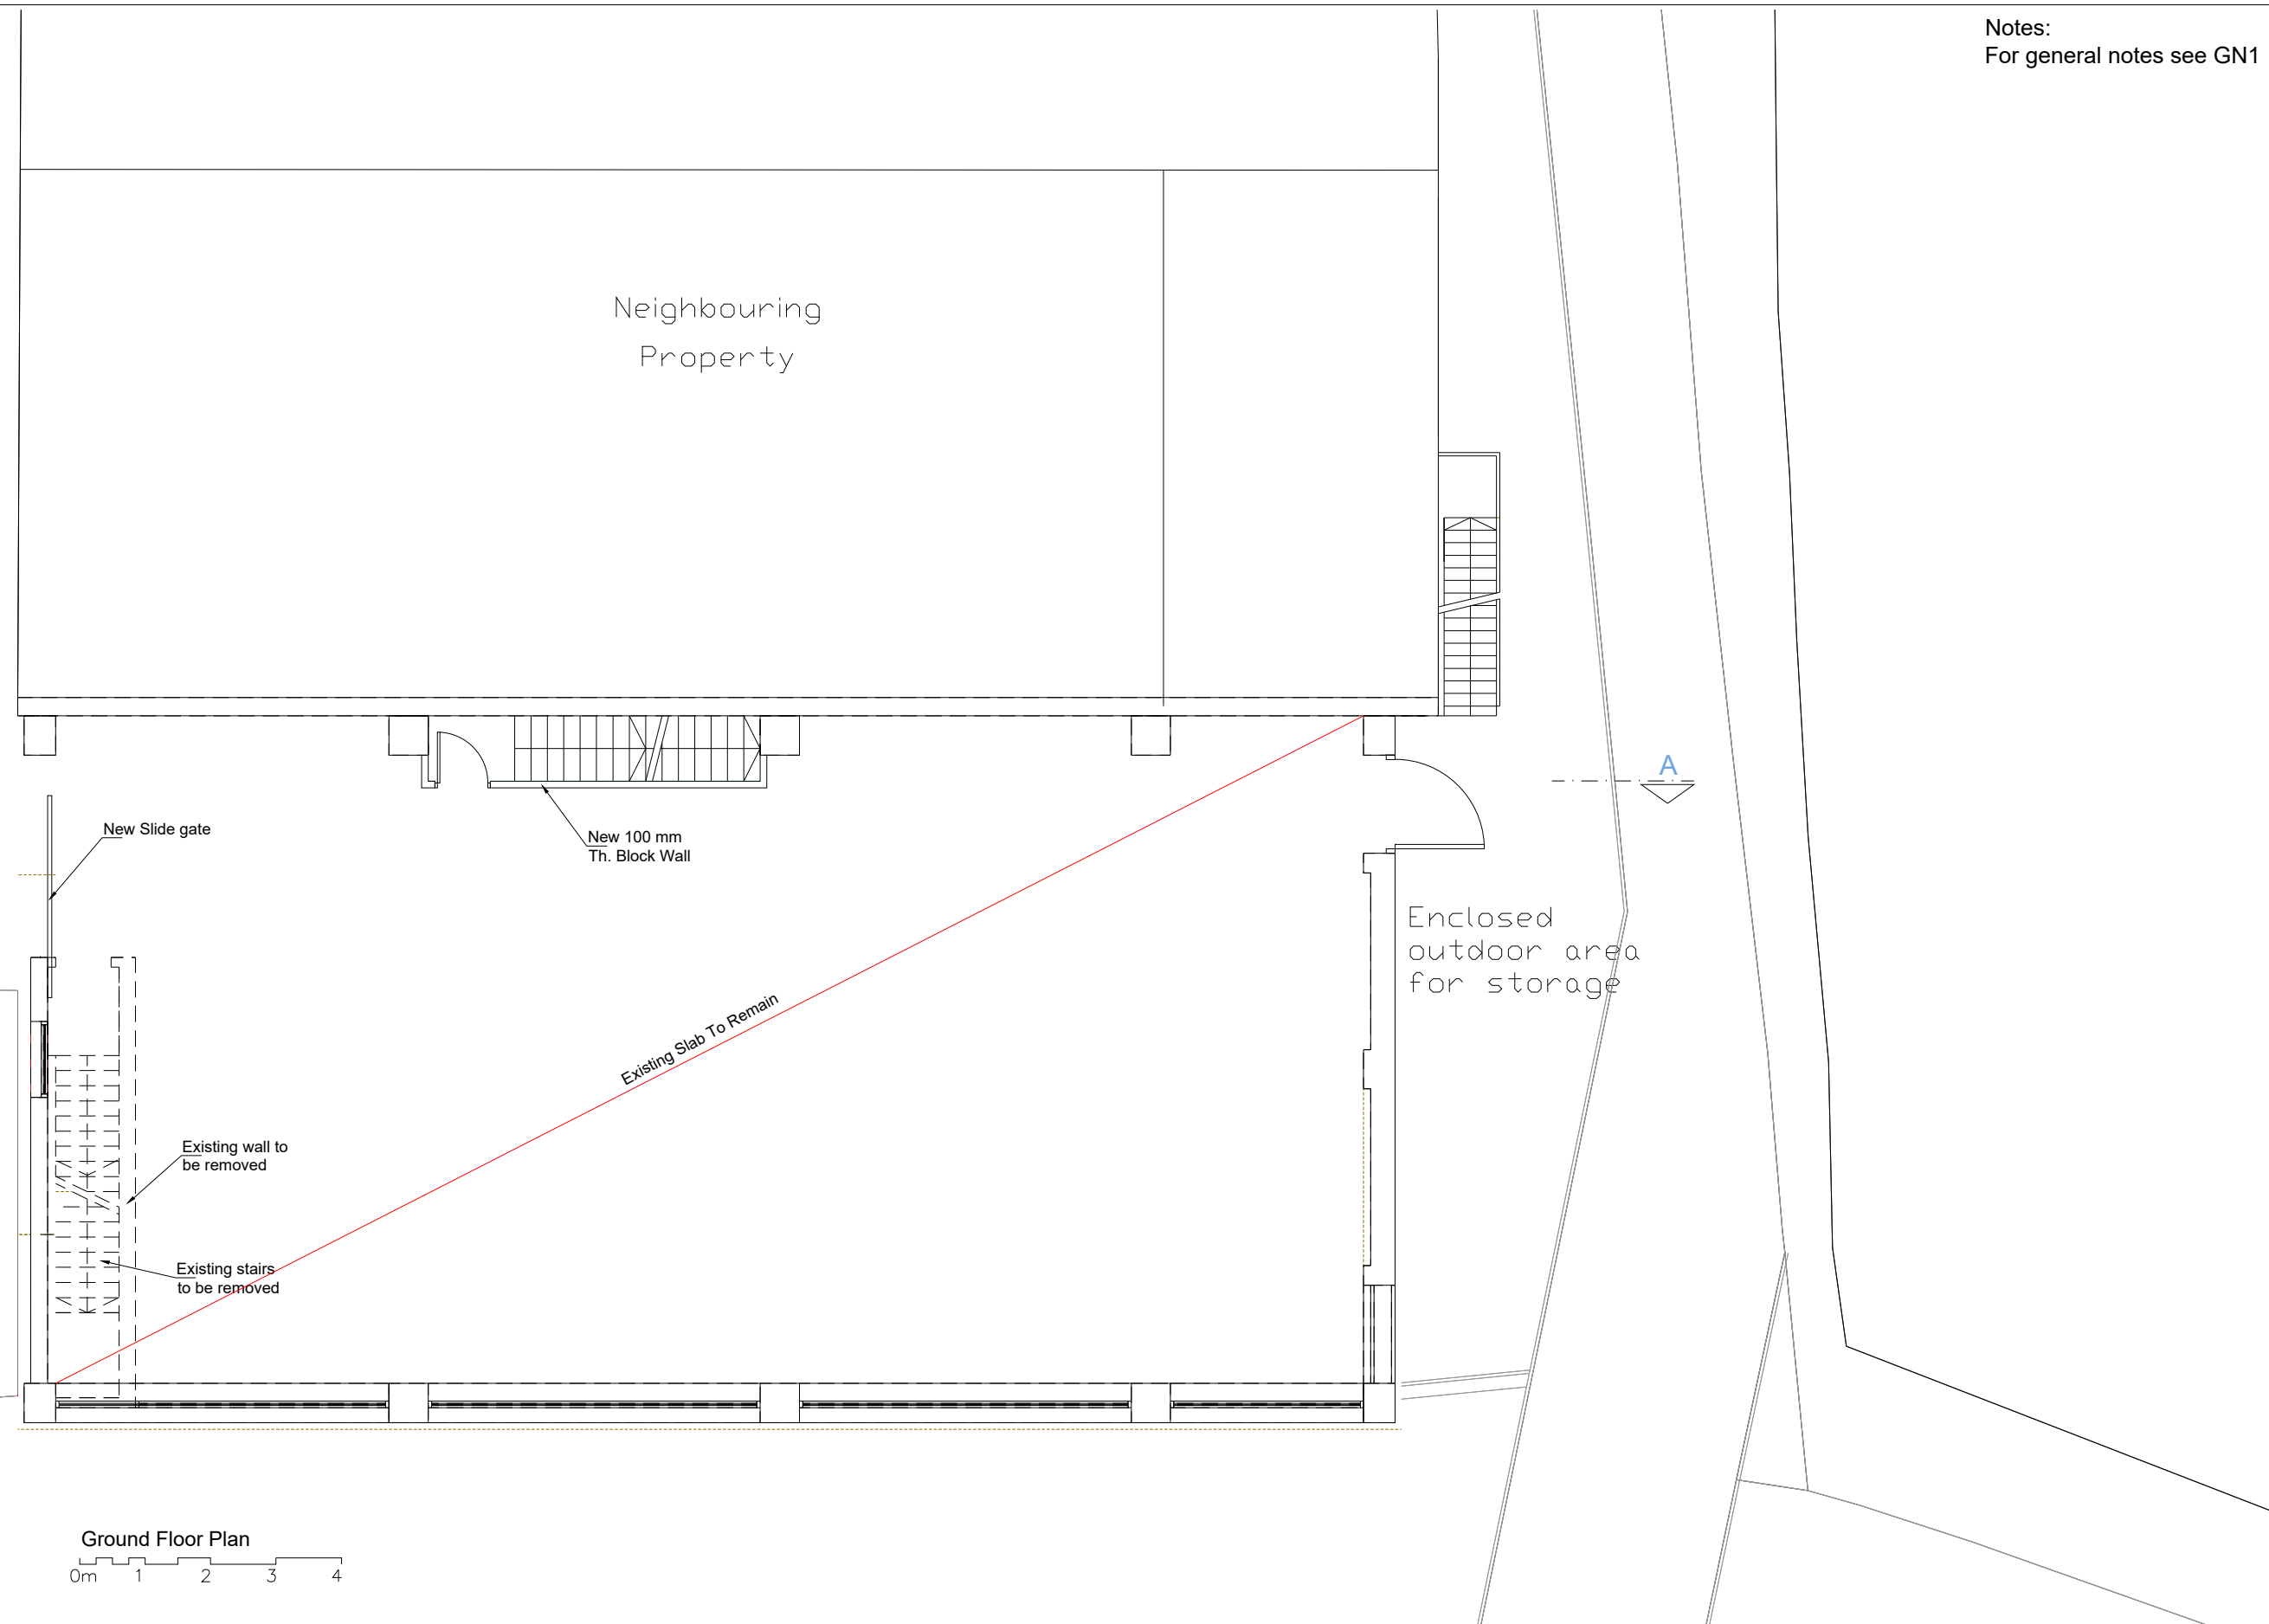 Notes:
For general notes see GN1
Neighbouring
Property
A
New Slide gate
New 100 mm
Th. Block Wall
Enclosed
outdoor area
for storage
Existing Slab To Remain
Existing wall to
be removed
Existing stairs
to be removed
Ground Floor Plan
0m 1 2 3 4